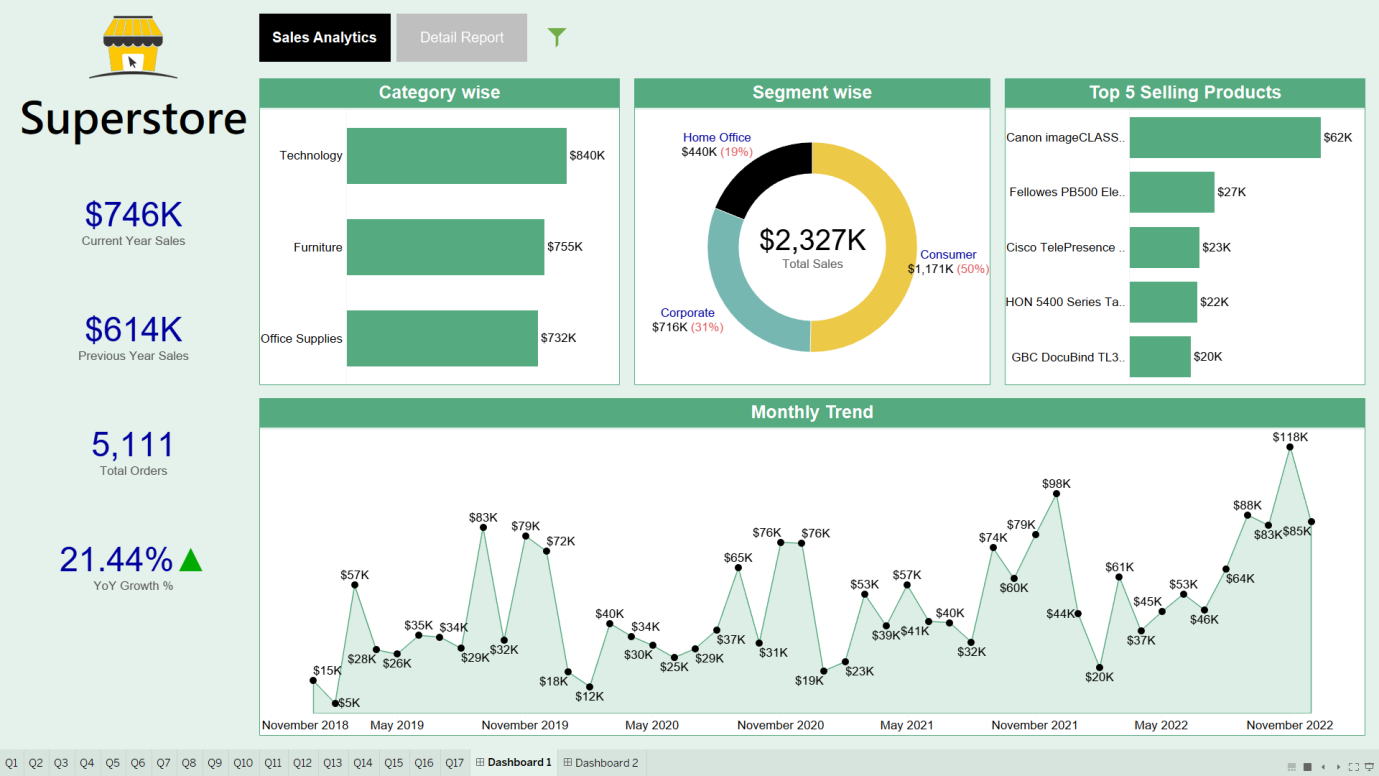 Superstore
$746K
Current Year Sales
$614K
Previous Year Sales
5,111
Total Orders
21.44%
YoY Growth %
Sales Analytics
Detail Report
Category wise
Technology
$840K
Furniture
$755K
Office Supplies
$732K
Segment wise
Home Office
$440K (19%)
$2,327K
Total Sales
Consumer
$1,171K (50%)
Corporate
$716K (31%)
Top 5 Selling Products
Canon imageCLASS..
$62K
Fellowes PB500 Ele..
$27K
Cisco TelePresence ..
$23K
HON 5400 Series Ta..
$22K
GBC DocuBind TL3..
$20K
Monthly Trend
$15K
$5K
$57K
$28K
$26K
$35K
$34K
$29K
$83K
$32K
$79K
$72K
$18K
$12K
$40K
$34K
$30K
$25K
$29K
$37K
$65K
$31K
$76K
$76K
$19K
$23K
$53K
$39K
$57K
$41K
$40K
$32K
$74K
$60K
$79K
$98K
$44K
$20K
$61K
$37K
$45K
$53K
$46K
$64K
$88K
$83K
$118K
$85K
November 2018 May 2019 November 2019 May 2020 November 2020 May 2021 November 2021 May 2022 November 2022
Q1 Q2 Q3 Q4 Q5 Q6 Q7 Q8 Q9 Q10 Q11 Q12 Q13 Q14 Q15 Q16 Q17 Dashboard 1 Dashboard 2